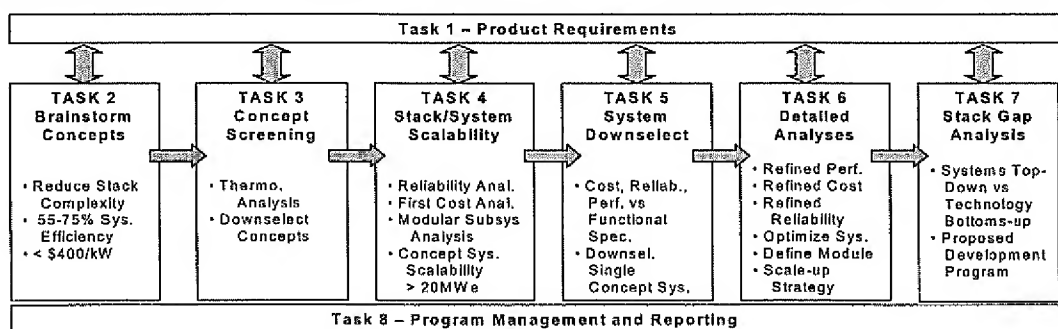 Task 1 – Product Requirements
TASK 2
Brainstorm
Concepts
• Reduce Stack
Complexity
• 55-75% Sys.
Efficiency
• < $400/kW
TASK 3
Concept
Screening
• Thermo.
Analysis
• Downselect
Concepts
TASK 4
Stack/System
Scalability
• Reliability Anal.
• First Cost Anal.
• Modular Subsys
Analysis
• Concept Sys.
Scalability
> 20MWe
TASK 5
System
Downselect
• Cost, Reliab.,
Perf. vs
Functional
Spec.
• Downsel.
Single
Concept Sys.
TASK 6
Detailed
Analyses
• Refined Perf.
• Refined Cost
• Refined
Reliability
• Optimize Sys.
• Define Module
• Scale-up
Strategy
TASK 7
Stack Gap
Analysis
• Systems Top-
Down vs
Technology
Bottoms-up
• Proposed
Development
Program
Task 8 – Program Management and Reporting